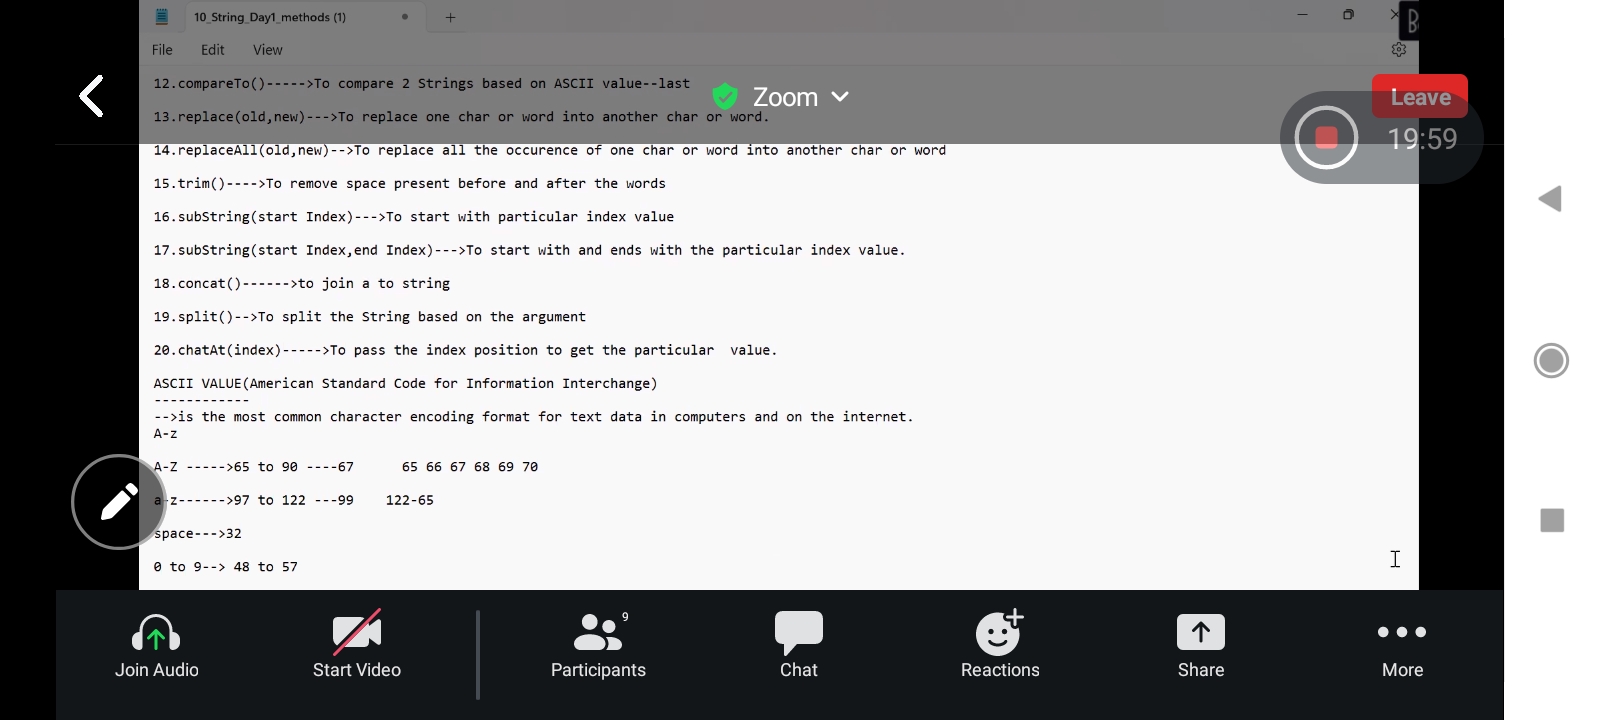 10_String_Day1_methods (1)
File Edit View
12.compareTo()----->To compare 2 Strings based on ASCII value--last
Zoom
Leave
13.replace(old,new)--->To replace one char or word into another char or word.
19:59
14.replaceAll(old,new)-->To replace all the occurence of one char or word into another char or word
15.trim()---->To remove space present before and after the words
16.subString(start Index)--->To start with particular index value
17.subString(start Index,end Index)--->To start with and ends with the particular index value.
18.concat()------>to join a to string
19.split()-->To split the String based on the argument
20.chatAt(index)----->To pass the index position to get the particular  value.
ASCII VALUE(American Standard Code for Information Interchange)
------------
-->is the most common character encoding format for text data in computers and on the internet.
A-z
A-Z ----->65 to 90 ----67      65 66 67 68 69 70
a-z------>97 to 122 ---99    122-65
space--->32
0 to 9--> 48 to 57
9
Join Audio Start Video Participants Chat Reactions Share More